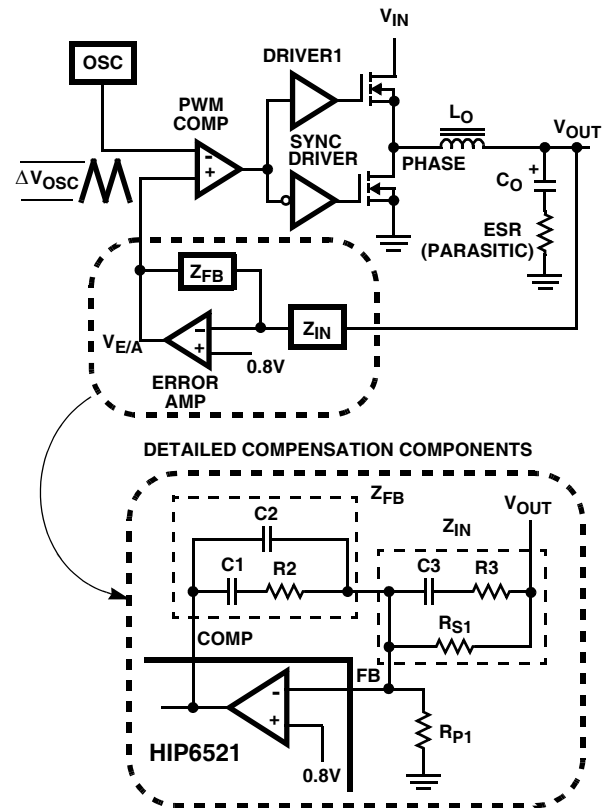 V_IN
OSC
DRIVER1
PWM
COMP
L_O
V_OUT
SYNC
DRIVER
PHASE
-
+
ΔV_OSC
C_O
+
ESR
(PARASITIC)
Z_FB
-
+
Z_IN
V_E/A
0.8V
ERROR
AMP
DETAILED COMPENSATION COMPONENTS
Z_FB
V_OUT
C2
Z_IN
C1
R2
C3
R3
R_S1
COMP
FB
-
+
R_P1
HIP6521
0.8V